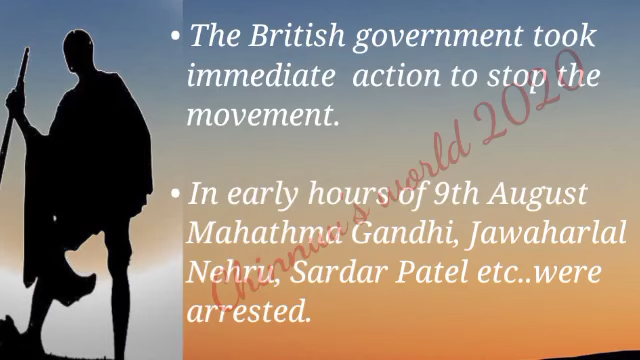 • The British government took
immediate  action to stop the
movement.
• In early hours of 9th August
Mahathma Gandhi, Jawaharlal
Nehru, Sardar Patel etc..were
arrested.
Chinnua's world 2020